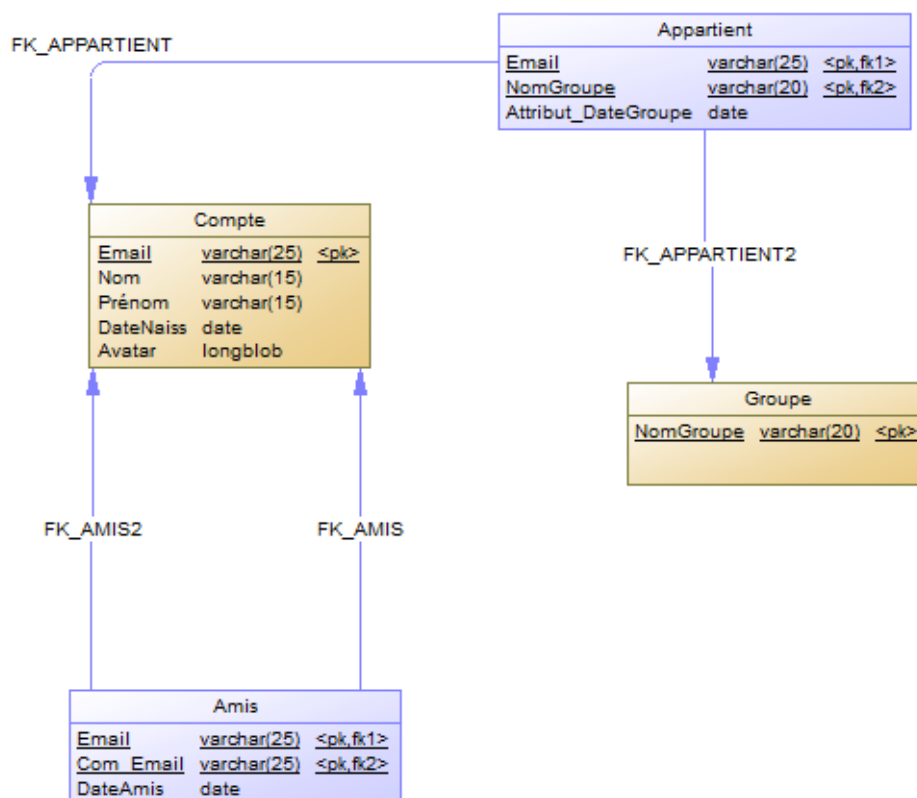 FK_APPARTIENT
Appartient
Email varchar(25) <pk,fk1>
NomGroupe varchar(20) <pk,fk2>
Attribut_DateGroupe date
Compte
Email varchar(25) <pk>
Nom varchar(15)
Prénom varchar(15)
DateNaiss date
Avatar longblob
FK_APPARTIENT2
Groupe
NomGroupe varchar(20) <pk>
FK_AMIS2
FK_AMIS
Amis
Email varchar(25) <pk,fk1>
Com_Email varchar(25) <pk,fk2>
DateAmis date